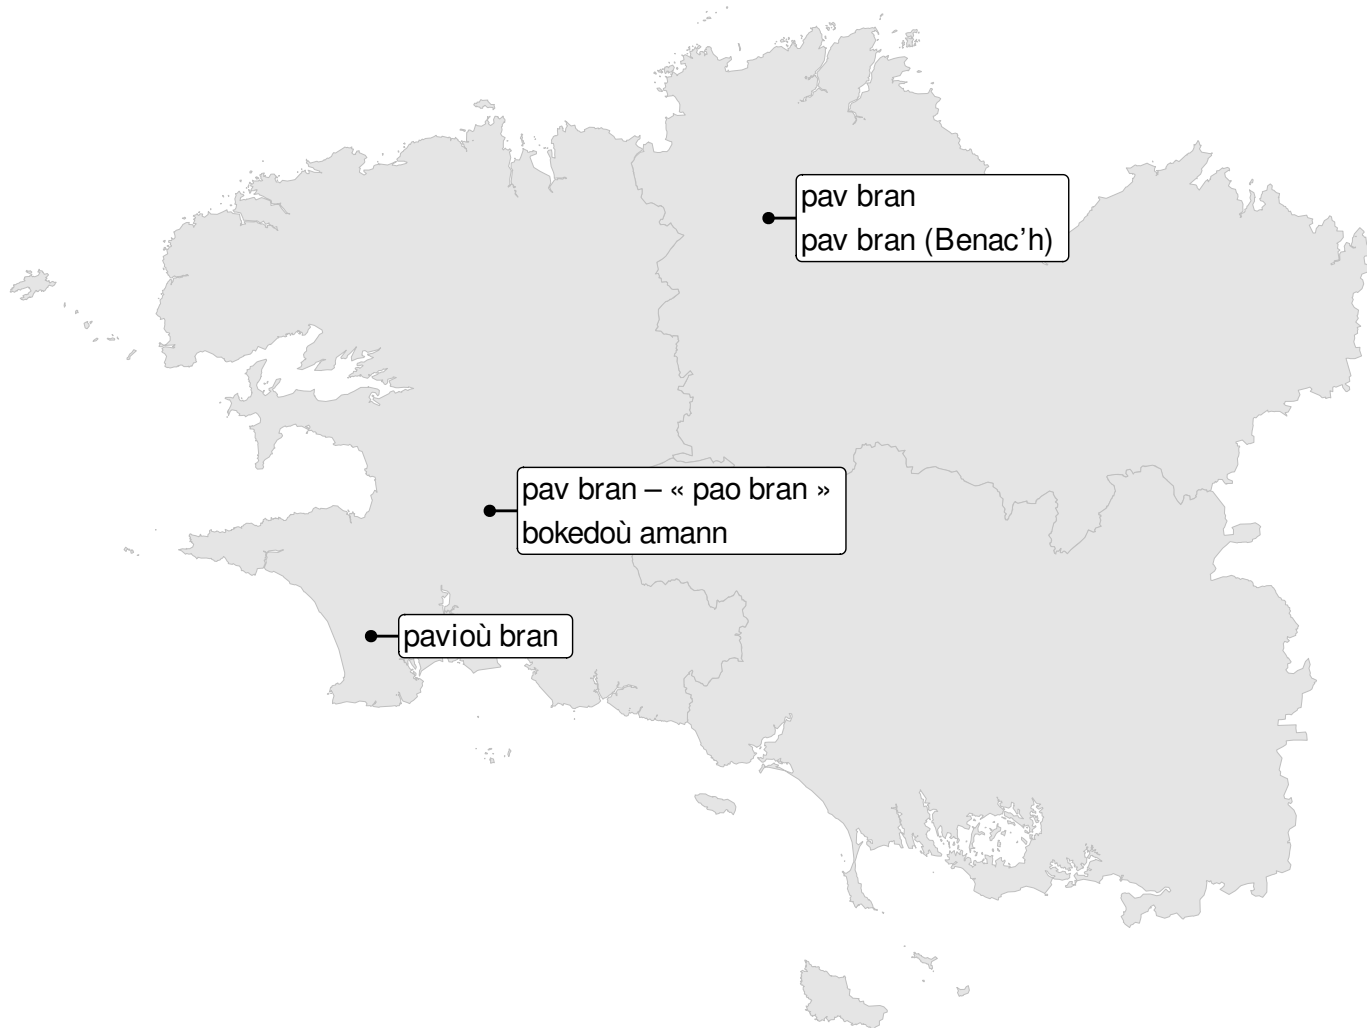 pav bran
pav bran (Benac’h)
pav bran – « pao bran »
bokedoù amann
pavioù bran